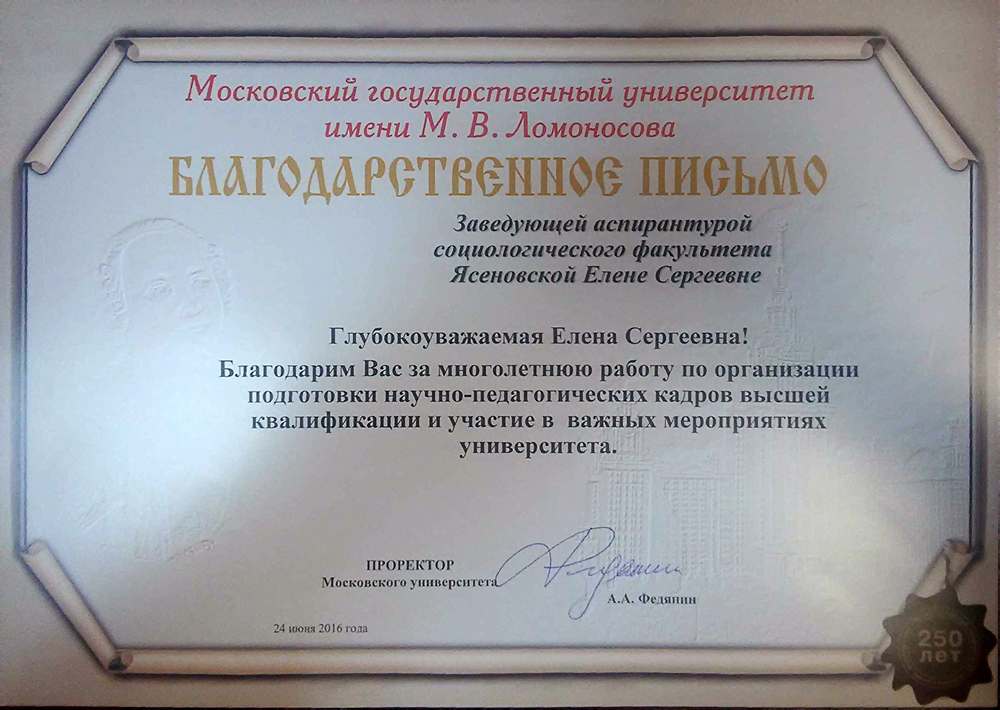 Московский государственный университет
имени М. В. Ломоносова
БЛАГОДАРСТВЕННОЕ ПИСЬМО
Заведующей аспирантурой
социологического факультета
Ясеновской Елене Сергеевне
Глубокоуважаемая Елена Сергеевна!
Благодарим Вас за многолетнюю работу по организации
подготовки научно-педагогических кадров высшей
квалификации и участие в важных мероприятиях
университета.
ПРОРЕКТОР
Московского университета
А.А. Федянин
24 июня 2016 года
250
лет